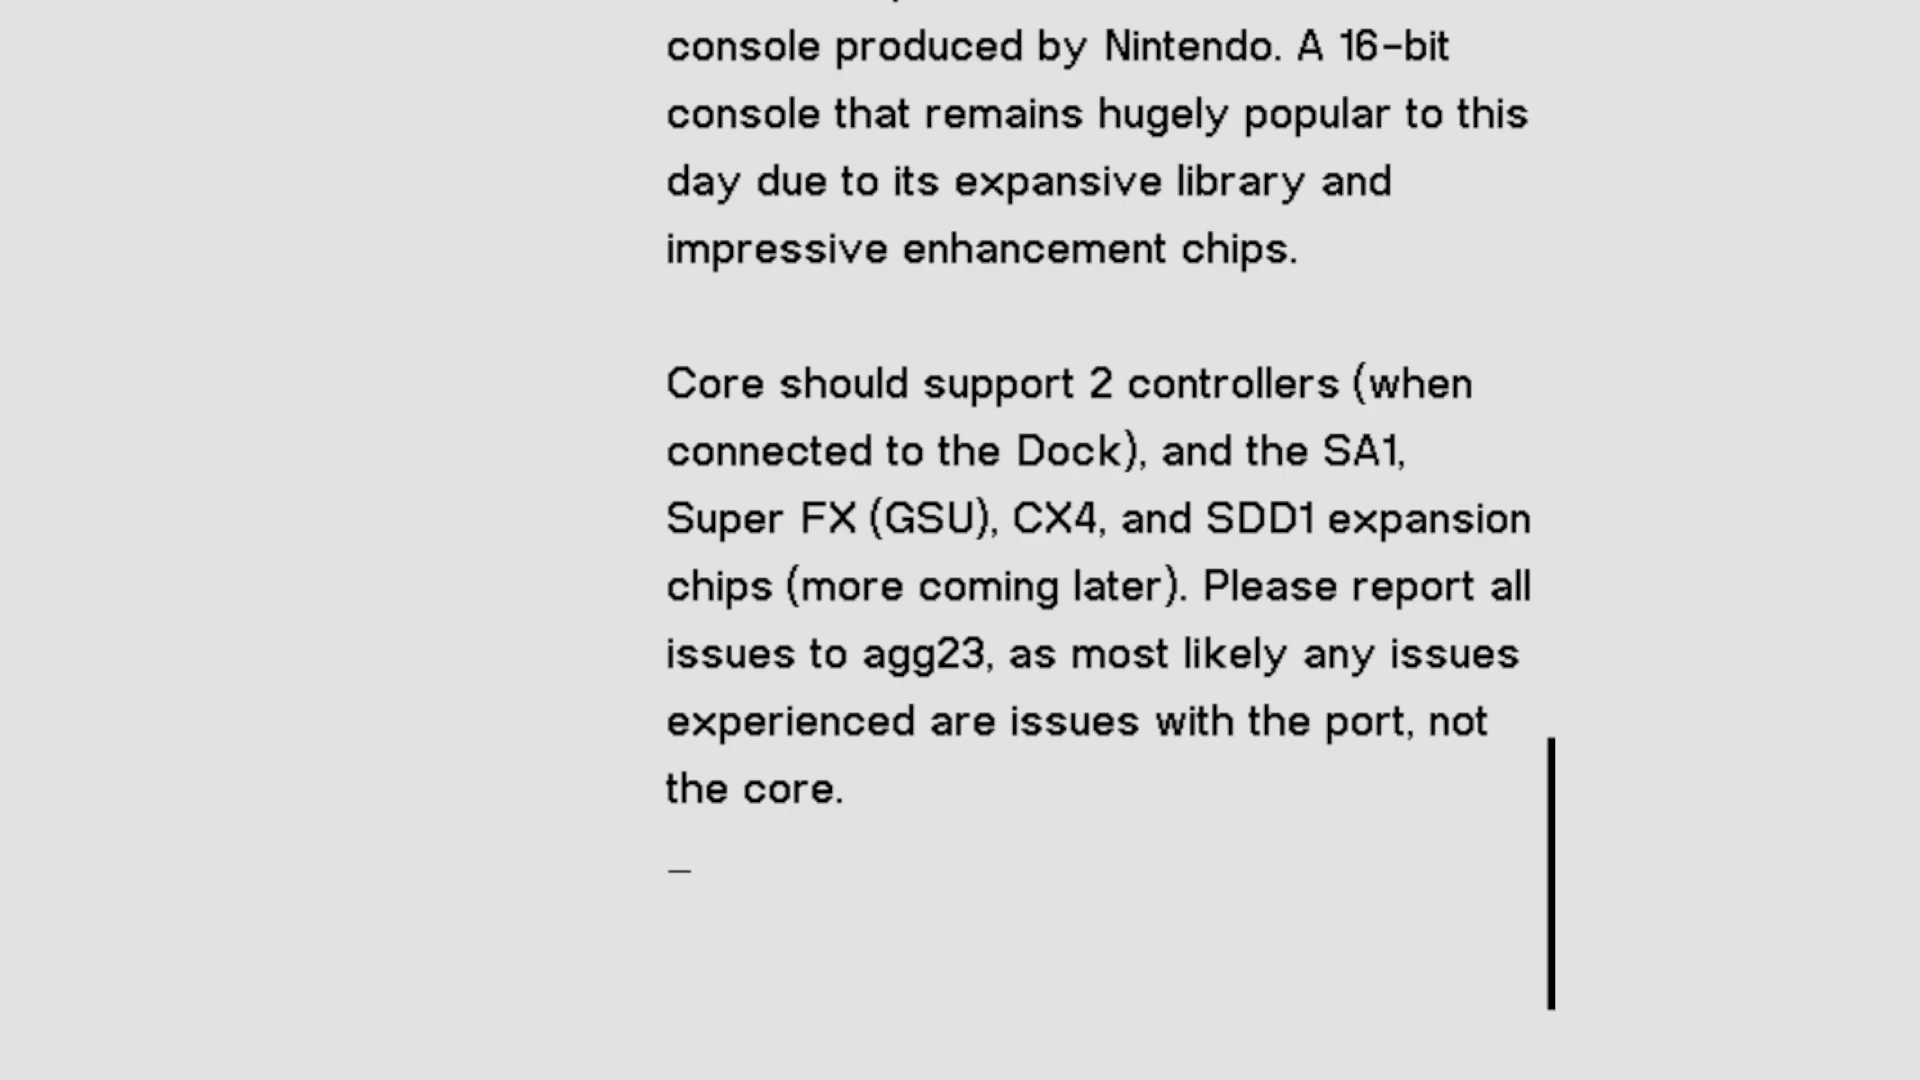 console produced by Nintendo. A 16-bit
console that remains hugely popular to this
day due to its expansive library and
impressive enhancement chips.
Core should support 2 controllers (when
connected to the Dock), and the SA1,
Super FX (GSU), CX4, and SDD1 expansion
chips (more coming later). Please report all
issues to agg23, as most likely any issues
experienced are issues with the port, not
the core.
_